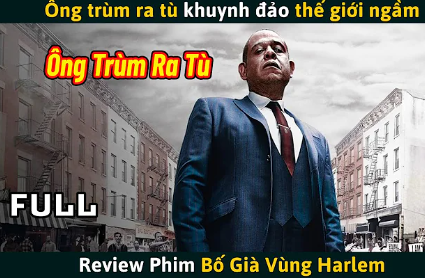 Ông trùm ra tù khuynh đảo thế giới ngầm
Ông Trùm Ra Tù
FULL
Review Phim Bố Già Vùng Harlem